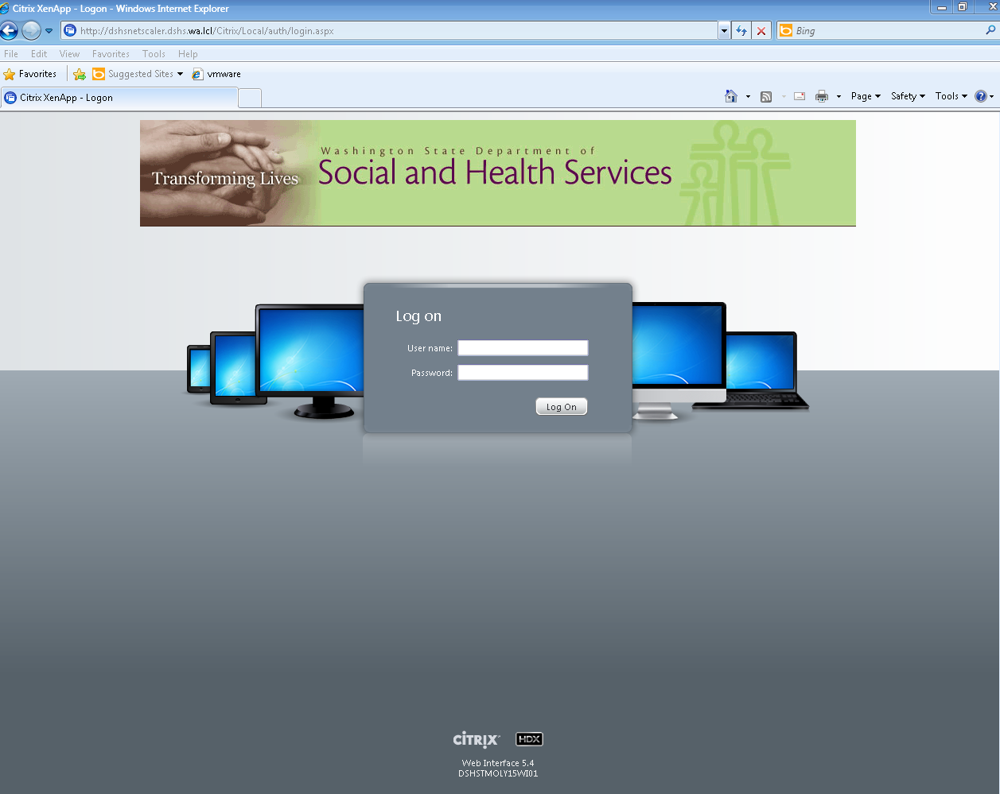 Citrix XenApp - Logon - Windows Internet Explorer
http://dshsnetscaler.dshs.wa.lcl/Citrix/Local/auth/login.aspx
Bing
File Edit View Favorites Tools Help
Favorites Suggested Sites vmware
Citrix XenApp - Logon
Page Safety Tools
Washington State Department of
Transforming Lives
Social and Health Services
Log on
User name:
Password:
Log On
CITRIX HDX
Web Interface 5.4
DSHSTMOLY15WI01